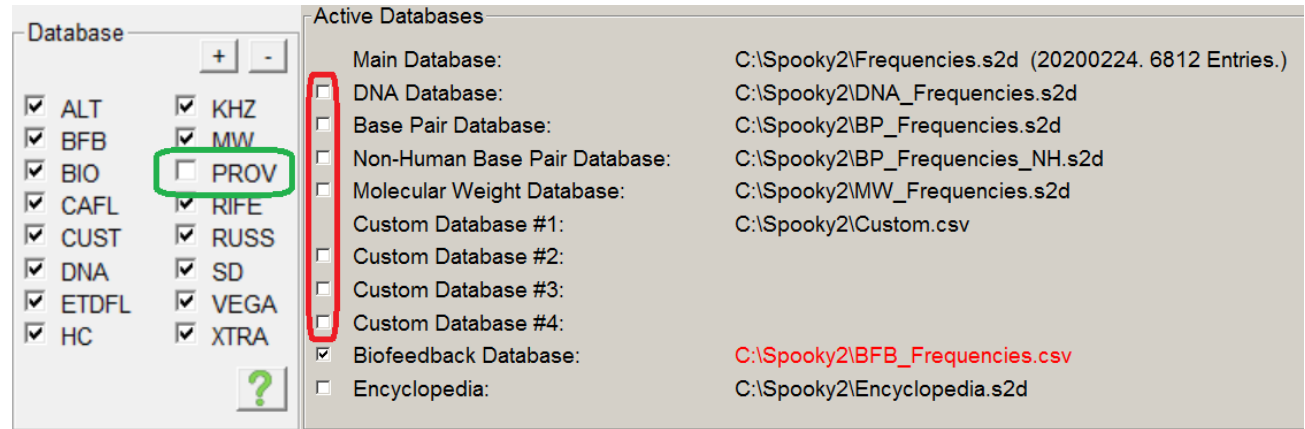 Database
+ -
ALT KHZ
BFB MW
BIO PROV
CAFL RIFE
CUST RUSS
DNA SD
ETDFL VEGA
HC XTRA
?
Active Databases
Main Database: C:\Spooky2\Frequencies.s2d (20200224. 6812 Entries.)
DNA Database: C:\Spooky2\DNA_Frequencies.s2d
Base Pair Database: C:\Spooky2\BP_Frequencies.s2d
Non-Human Base Pair Database: C:\Spooky2\BP_Frequencies_NH.s2d
Molecular Weight Database: C:\Spooky2\MW_Frequencies.s2d
Custom Database #1: C:\Spooky2\Custom.csv
Custom Database #2:
Custom Database #3:
Custom Database #4:
Biofeedback Database: C:\Spooky2\BFB_Frequencies.csv
Encyclopedia: C:\Spooky2\Encyclopedia.s2d